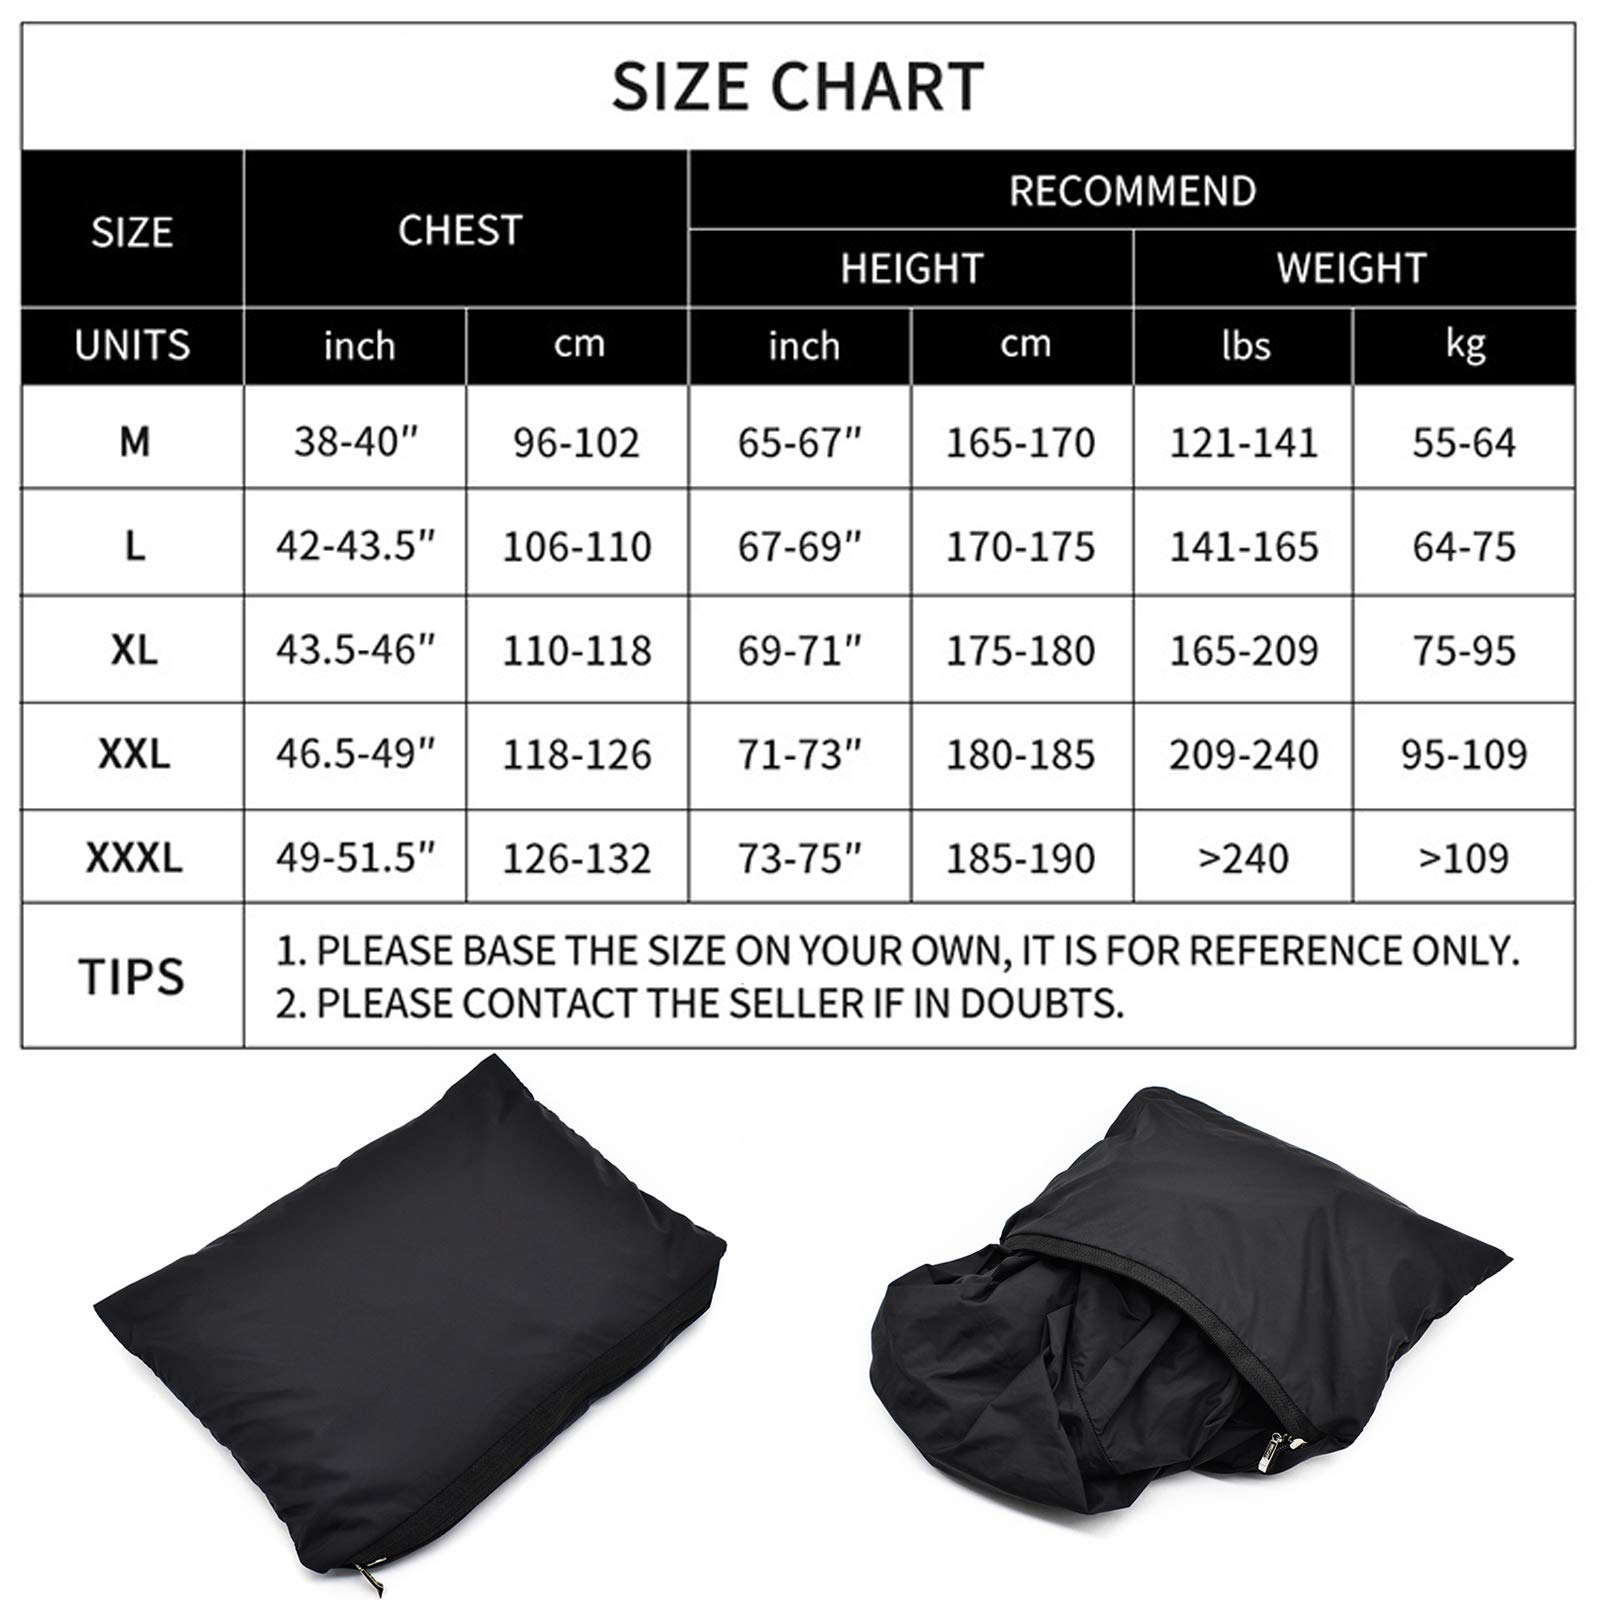 SIZE CHART
SIZE CHEST RECOMMEND
HEIGHT WEIGHT
UNITS inch cm inch cm lbs kg
M 38-40" 96-102 65-67" 165-170 121-141 55-64
L 42-43.5" 106-110 67-69" 170-175 141-165 64-75
XL 43.5-46" 110-118 69-71" 175-180 165-209 75-95
XXL 46.5-49" 118-126 71-73" 180-185 209-240 95-109
XXXL 49-51.5" 126-132 73-75" 185-190 >240 >109
TIPS
1. PLEASE BASE THE SIZE ON YOUR OWN, IT IS FOR REFERENCE ONLY.
2. PLEASE CONTACT THE SELLER IF IN DOUBTS.